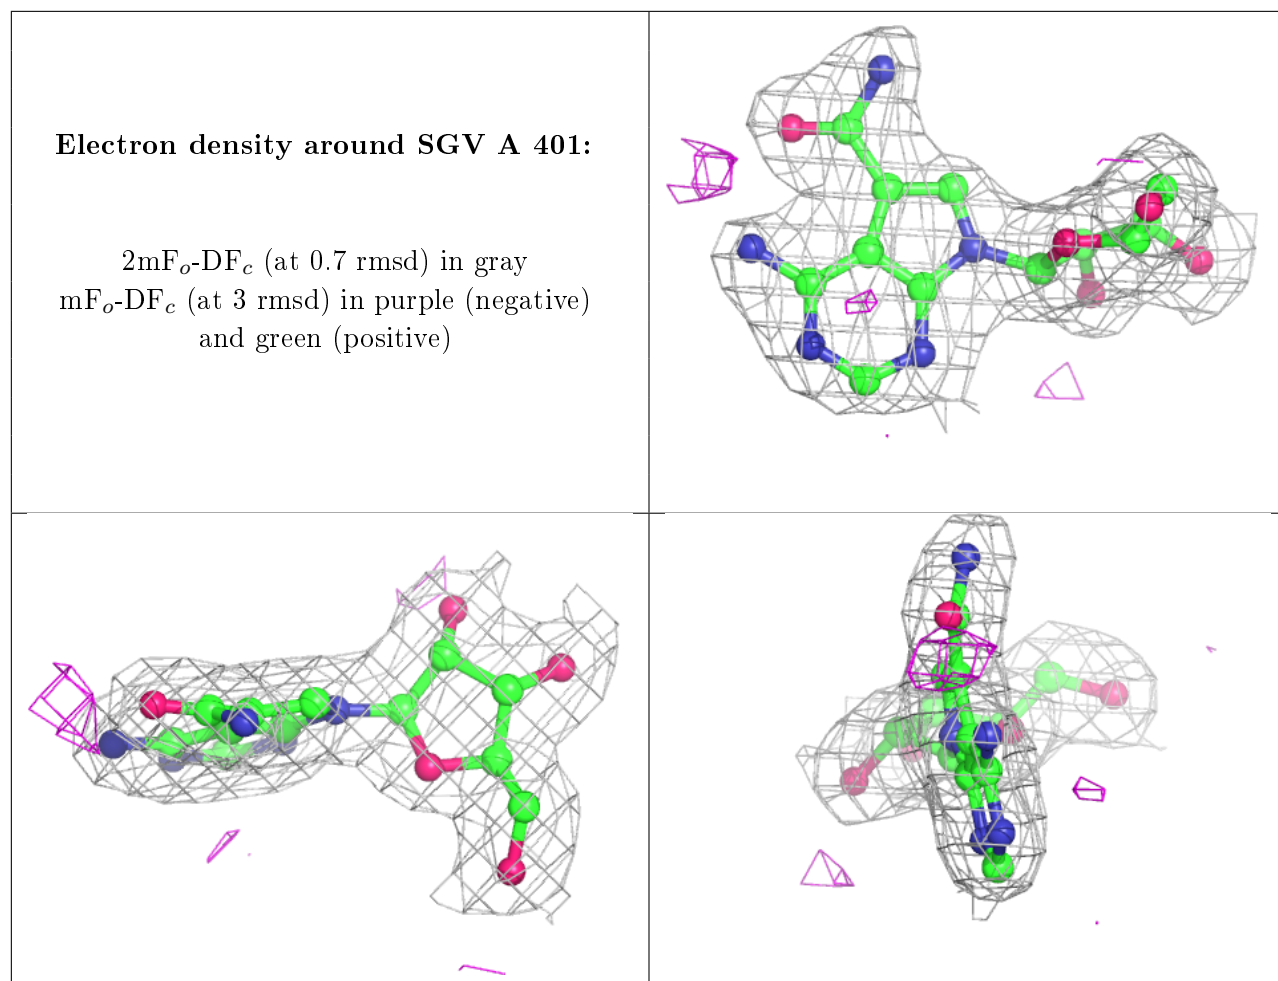 Electron density around SGV A 401:
2mFo-DFc (at 0.7 rmsd) in gray
mFo-DFc (at 3 rmsd) in purple (negative)
and green (positive)